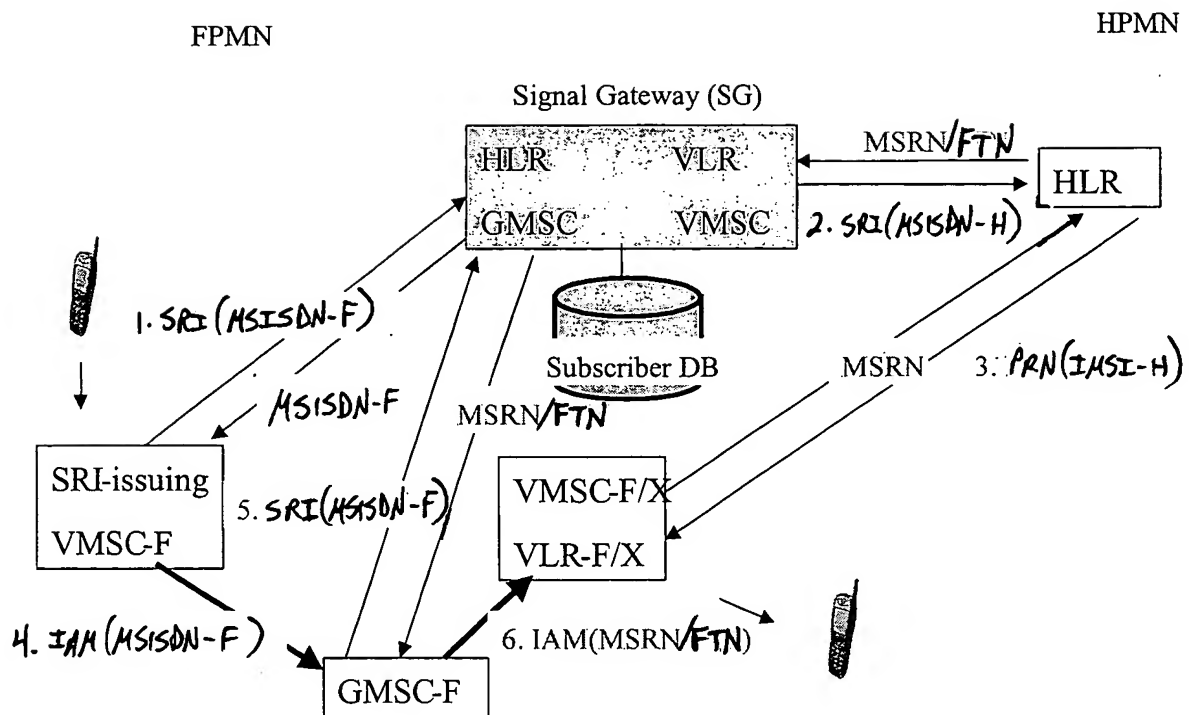 FPMN
HPMN
Signal Gateway (SG)
HLR VLR
GMSC VMSC
MSRN/FTN
HLR
2. SRI(MSISDN-H)
1. SRI(MSISDN-F)
Subscriber DB
MSRN
3. PRN(IMSI-H)
MSISDN-F
MSRN/FTN
SRI-issuing
VMSC-F
5. SRI(MSISDN-F)
VMSC-F/X
VLR-F/X
4. IAM(MSISDN-F)
6. IAM(MSRN/FTN)
GMSC-F